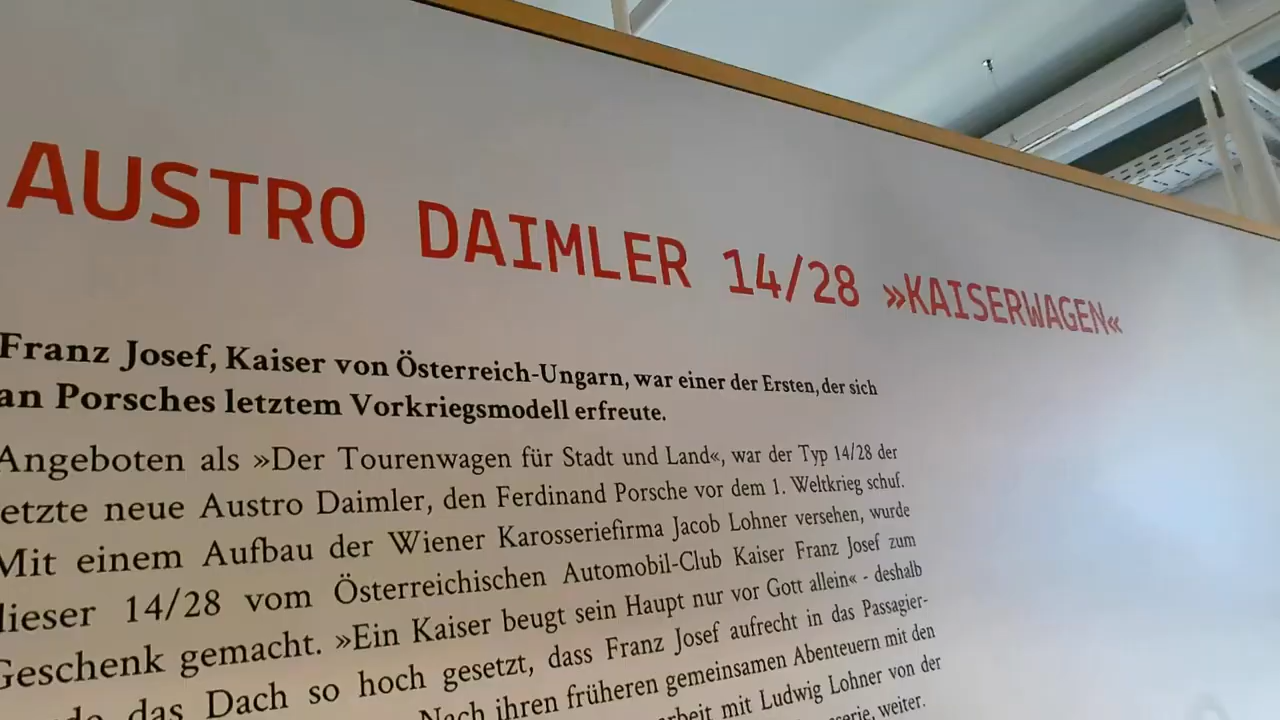 AUSTRO DAIMLER 14/28 »KAISERWAGEN«
Franz Josef, Kaiser von Österreich-Ungarn, war einer der Ersten, der sich
an Porsches letztem Vorkriegsmodell erfreute.
Angeboten als »Der Tourenwagen für Stadt und Land«, war der Typ 14/28 der
letzte neue Austro Daimler, den Ferdinand Porsche vor dem 1. Weltkrieg schuf.
Mit einem Aufbau der Wiener Karosseriefirma Jacob Lohner versehen, wurde
dieser 14/28 vom Österreichischen Automobil-Club Kaiser Franz Josef zum
Geschenk gemacht. »Ein Kaiser beugt sein Haupt nur vor Gott allein« - deshalb
das Dach so hoch gesetzt, dass Franz Josef aufrecht in das Passagier-
Nach ihren früheren gemeinsamen Abenteuern mit den
mit Ludwig Lohner von der
weiter.